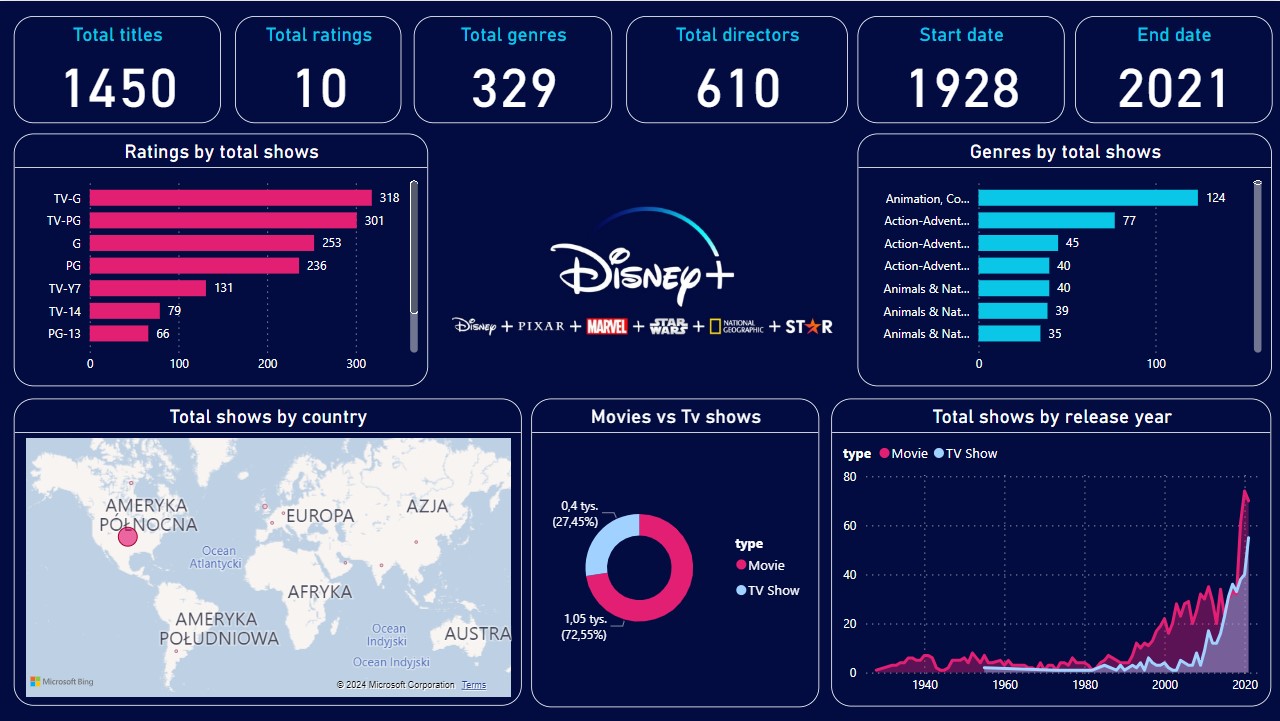 Total titles
1450
Total ratings
10
Total genres
329
Total directors
610
Start date
1928
End date
2021
Ratings by total shows
TV-G 318
TV-PG 301
G 253
PG 236
TV-Y7 131
TV-14 79
PG-13 66
0 100 200 300
Disney+
Disney + PIXAR + MARVEL + STAR WARS + NATIONAL GEOGRAPHIC + STAR
Genres by total shows
Animation, Co... 124
Action-Advent... 77
Action-Advent... 45
Action-Advent... 40
Animals & Nat... 40
Animals & Nat... 39
Animals & Nat... 35
0 100
Total shows by country
AMERYKA
PÓŁNOCNA
EUROPA
AZJA
Ocean
Atlantycki
AFRYKA
AMERYKA
POŁUDNIOWA
Ocean
Indyjski
AUSTRA
Ocean Indyjski
Microsoft Bing
© 2024 Microsoft Corporation Terms
Movies vs Tv shows
0,4 tys.
(27,45%)
1,05 tys.
(72,55%)
type
Movie
TV Show
Total shows by release year
type Movie TV Show
80
60
40
20
0
1940 1960 1980 2000 2020